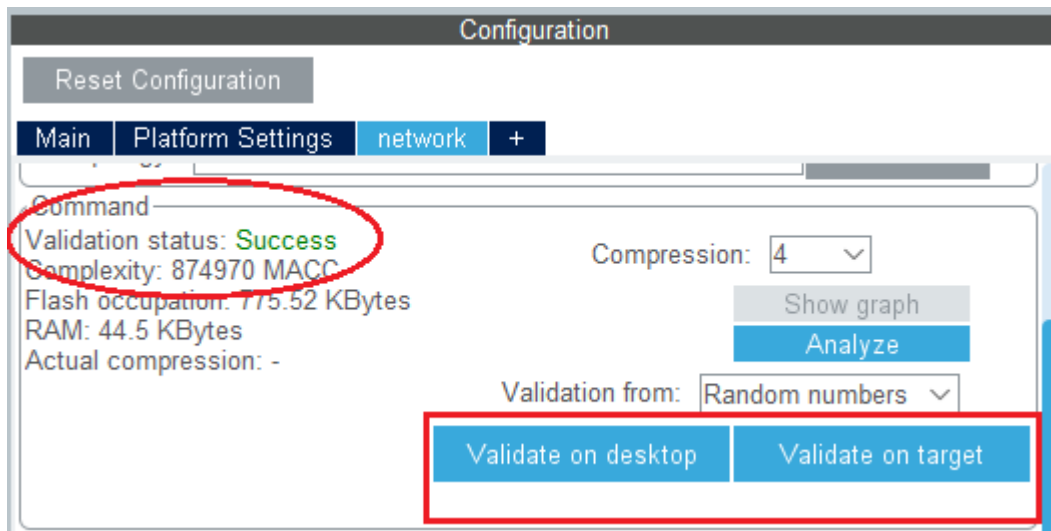 Configuration
Reset Configuration
Main Platform Settings network +
Command
Validation status: Success
Complexity: 874970 MACC
Flash occupation: 775.52 KBytes
RAM: 44.5 KBytes
Actual compression: -
Compression: 4
Show graph
Analyze
Validation from: Random numbers
Validate on desktop Validate on target